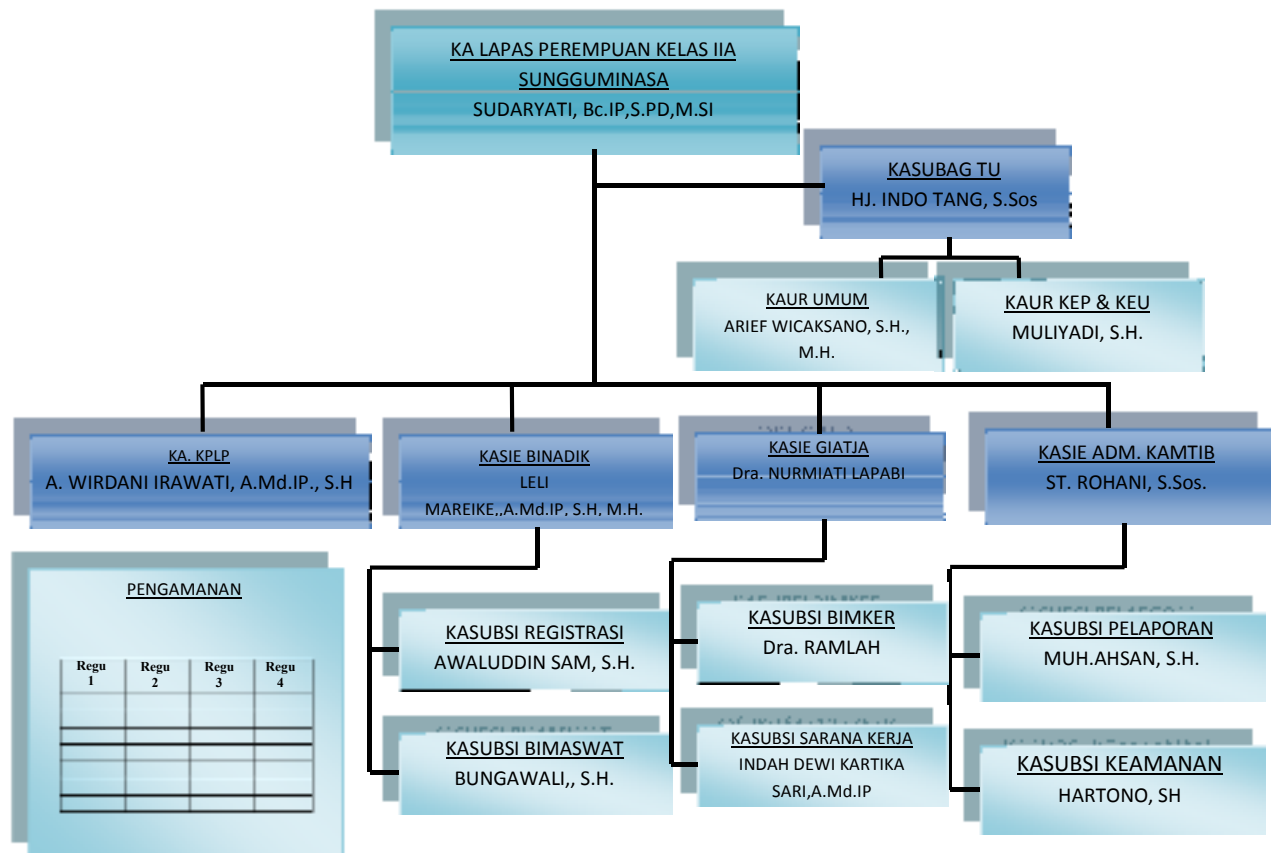 KA LAPAS PEREMPUAN KELAS IIA
SUNGGUMINASA
SUDARYATI, Bc.IP,S.PD,M.SI
KASUBAG TU
HJ. INDO TANG, S.Sos
KAUR UMUM
ARIEF WICAKSANO, S.H.,
M.H.
KAUR KEP & KEU
MULIYADI, S.H.
KA. KPLP
A. WIRDANI IRAWATI, A.Md.IP., S.H
KASIE BINADIK
LELI
MAREIKE,,A.Md.IP, S.H, M.H.
KASIE GIATJA
Dra. NURMIATI LAPABI
KASIE ADM. KAMTIB
ST. ROHANI, S.Sos.
PENGAMANAN
Regu 1
Regu 2
Regu 3
Regu 4
KASUBSI REGISTRASI
AWALUDDIN SAM, S.H.
KASUBSI BIMASWAT
BUNGAWALI,, S.H.
KASUBSI BIMKER
Dra. RAMLAH
KASUBSI SARANA KERJA
INDAH DEWI KARTIKA
SARI,A.Md.IP
KASUBSI PELAPORAN
MUH.AHSAN, S.H.
KASUBSI KEAMANAN
HARTONO, SH